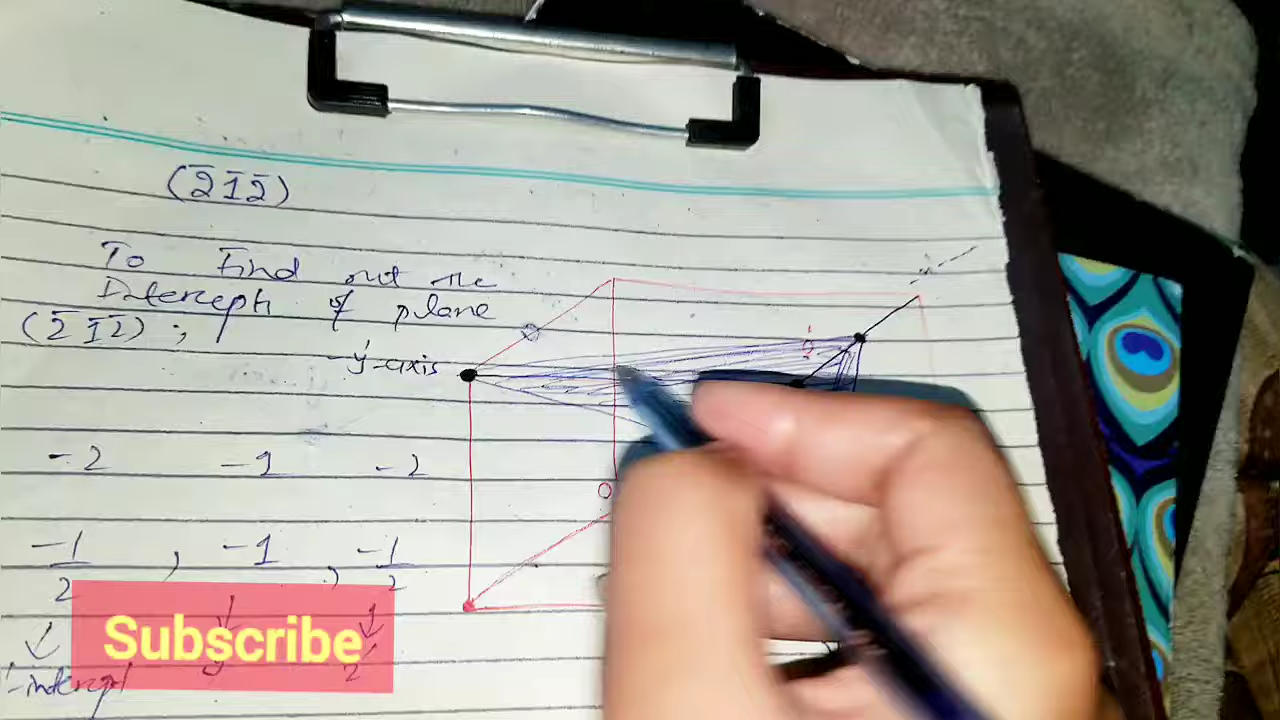 (2̅ 1̅ 2̅)
To Find out the
Intercept of plane
(2̅ 1̅ 2̅) ;
-y-axis
-2 -1 -2
-1/2 , -1 , -1/2
Subscribe
O